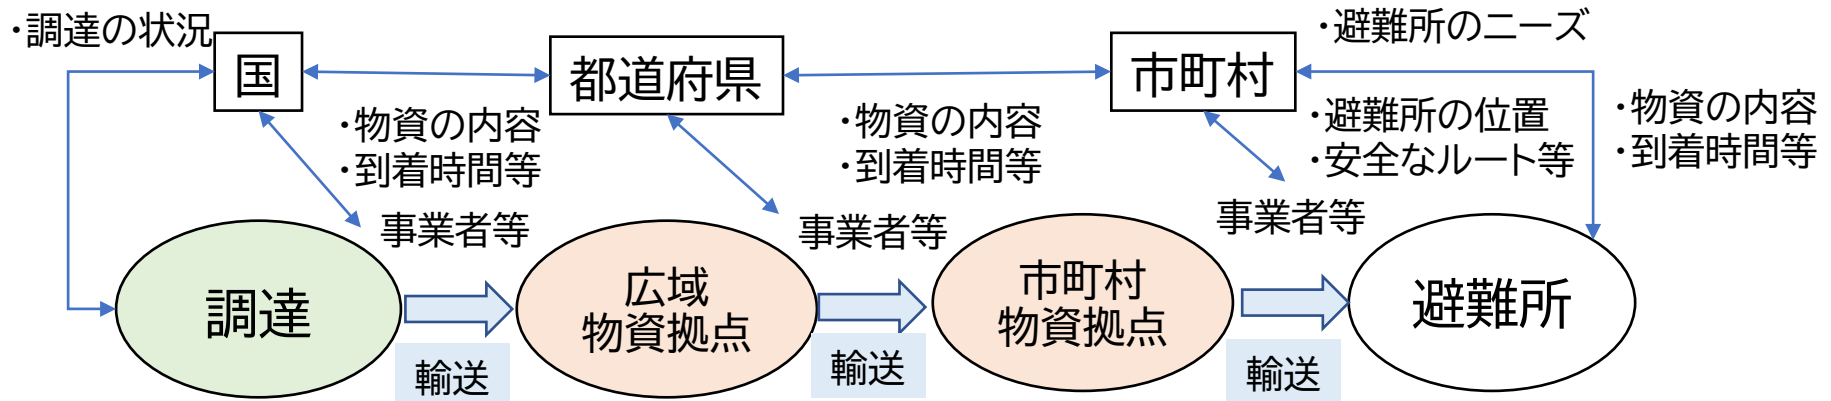 ・調達の状況
国
都道府県
市町村
・避難所のニーズ
・物資の内容
・到着時間等
・物資の内容
・到着時間等
・避難所の位置
・安全なルート等
・物資の内容
・到着時間等
事業者等
事業者等
事業者等
調達
広域
物資拠点
市町村
物資拠点
避難所
輸送
輸送
輸送